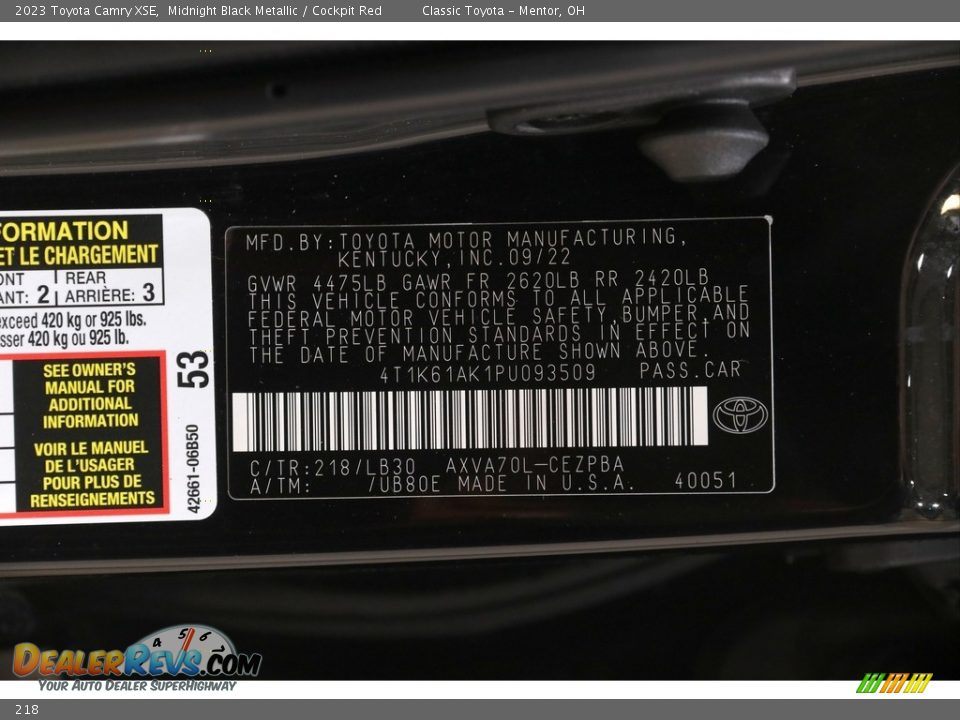 2023 Toyota Camry XSE,  Midnight Black Metallic / Cockpit Red     Classic Toyota – Mentor, OH
FORMATION
ET LE CHARGEMENT
ONT | REAR
ANT: 2 | ARRIÈRE: 3
exceed 420 kg or 925 lbs.
sser 420 kg ou 925 lb.
SEE OWNER'S
MANUAL FOR
ADDITIONAL
INFORMATION
VOIR LE MANUEL
DE L'USAGER
POUR PLUS DE
RENSEIGNEMENTS
53
42661-06B50
MFD.BY:TOYOTA MOTOR MANUFACTURING,
KENTUCKY,INC.09/22
GVWR 4475LB GAWR FR 2620LB RR 2420LB
THIS VEHICLE CONFORMS TO ALL APPLICABLE
FEDERAL MOTOR VEHICLE SAFETY,BUMPER,AND
THEFT PREVENTION STANDARDS IN EFFECT ON
THE DATE OF MANUFACTURE SHOWN ABOVE.
4T1K61AK1PU093509 PASS.CAR
C/TR:218/LB30 AXVA70L-CEZPBA
A/TM: /UB80E MADE IN U.S.A. 40051
4 5 6
DEALERREVS.COM
YOUR AUTO DEALER SUPERHIGHWAY
218